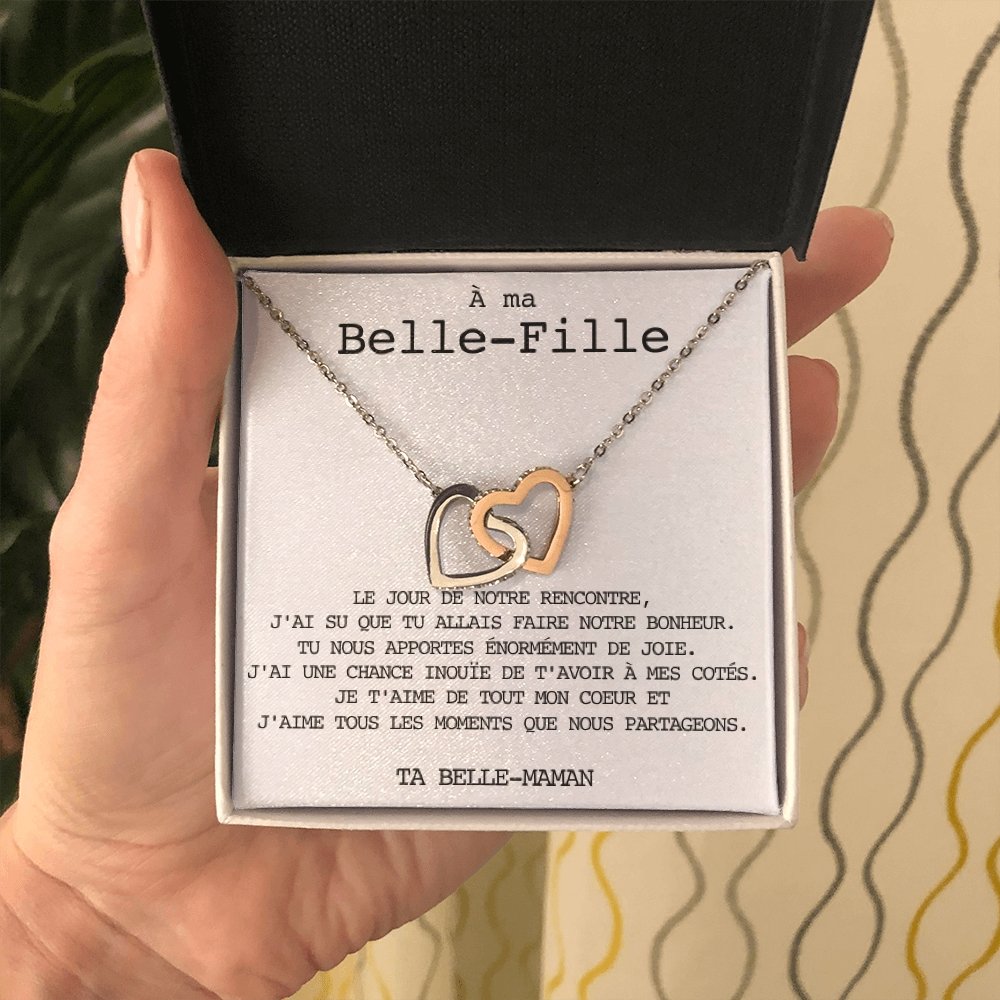 À ma
Belle-Fille
LE JOUR DE NOTRE RENCONTRE,
J'AI SU QUE TU ALLAIS FAIRE NOTRE BONHEUR.
TU NOUS APPORTES ÉNORMÉMENT DE JOIE.
J'AI UNE CHANCE INOUÏE DE T'AVOIR À MES COTÉS.
JE T'AIME DE TOUT MON COEUR ET
J'AIME TOUS LES MOMENTS QUE NOUS PARTAGEONS.
TA BELLE-MAMAN